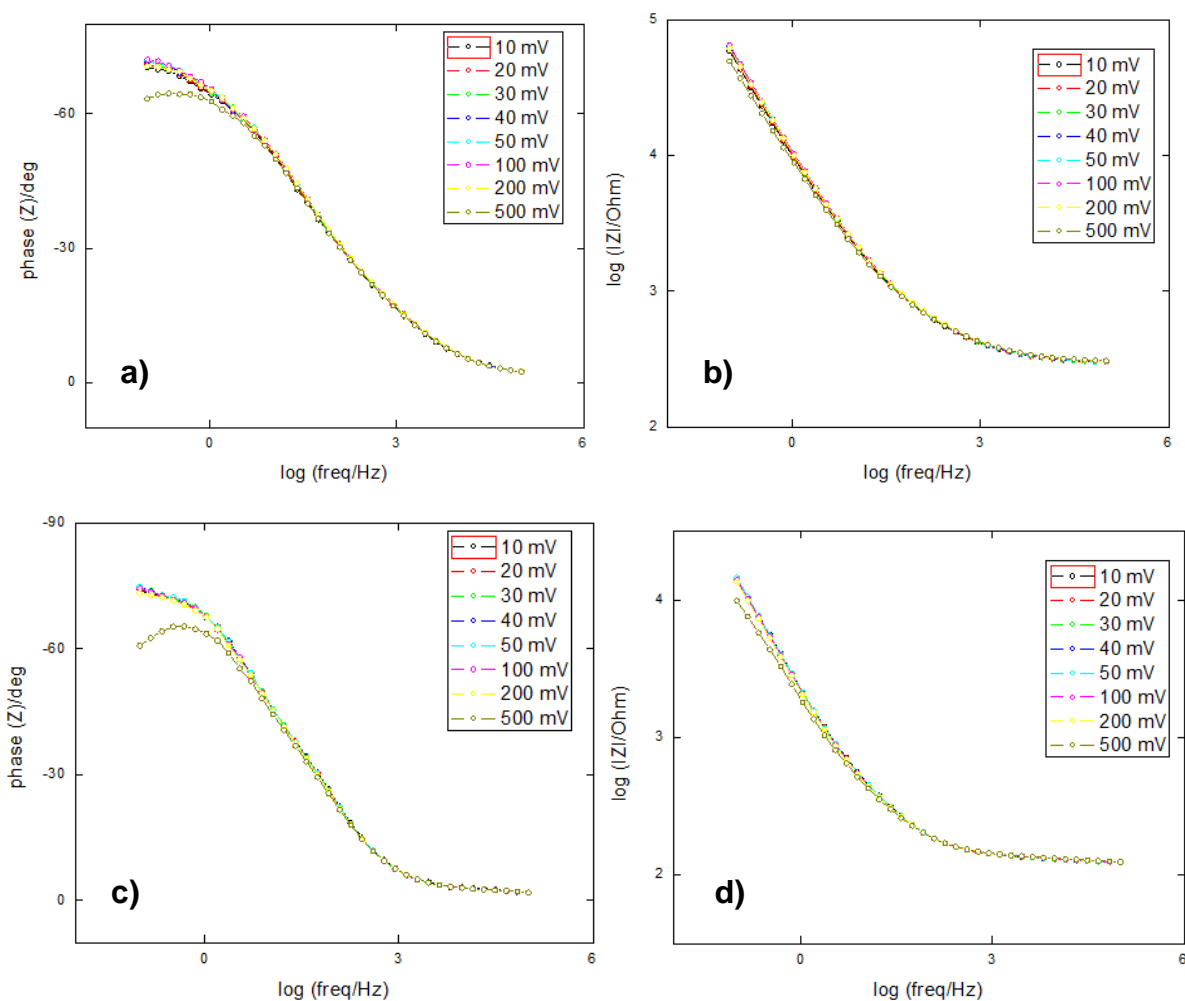 phase (Z)/deg
-60
-30
0
0
3
6
log (freq/Hz)
a)
10 mV
20 mV
30 mV
40 mV
50 mV
100 mV
200 mV
500 mV
log (IZI/Ohm)
5
4
3
2
0
3
6
log (freq/Hz)
b)
10 mV
20 mV
30 mV
40 mV
50 mV
100 mV
200 mV
500 mV
phase (Z)/deg
-90
-60
-30
0
0
3
6
log (freq/Hz)
c)
10 mV
20 mV
30 mV
40 mV
50 mV
100 mV
200 mV
500 mV
log (IZI/Ohm)
4
3
2
0
3
6
log (freq/Hz)
d)
10 mV
20 mV
30 mV
40 mV
50 mV
100 mV
200 mV
500 mV